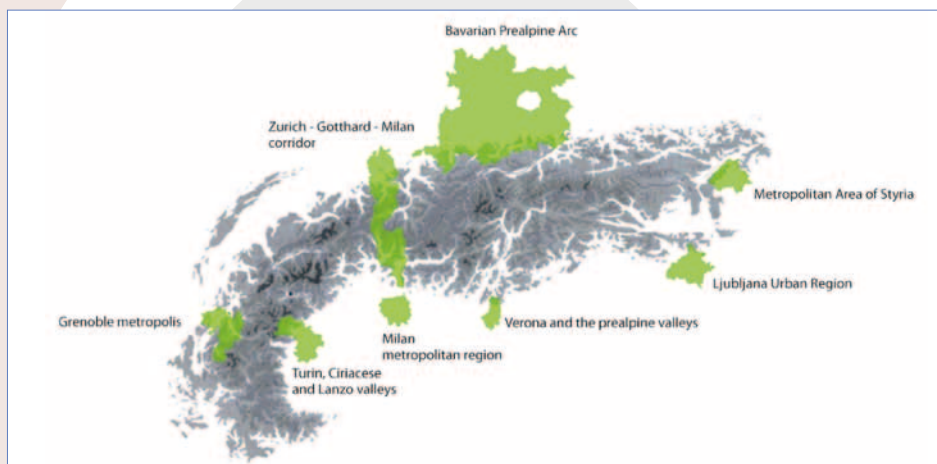 Bavarian Prealpine Arc
Zurich - Gotthard - Milan
corridor
Metropolitan Area of Styria
Ljubljana Urban Region
Grenoble metropolis
Verona and the prealpine valleys
Milan
metropolitan region
Turin, Ciriacese
and Lanzo valleys